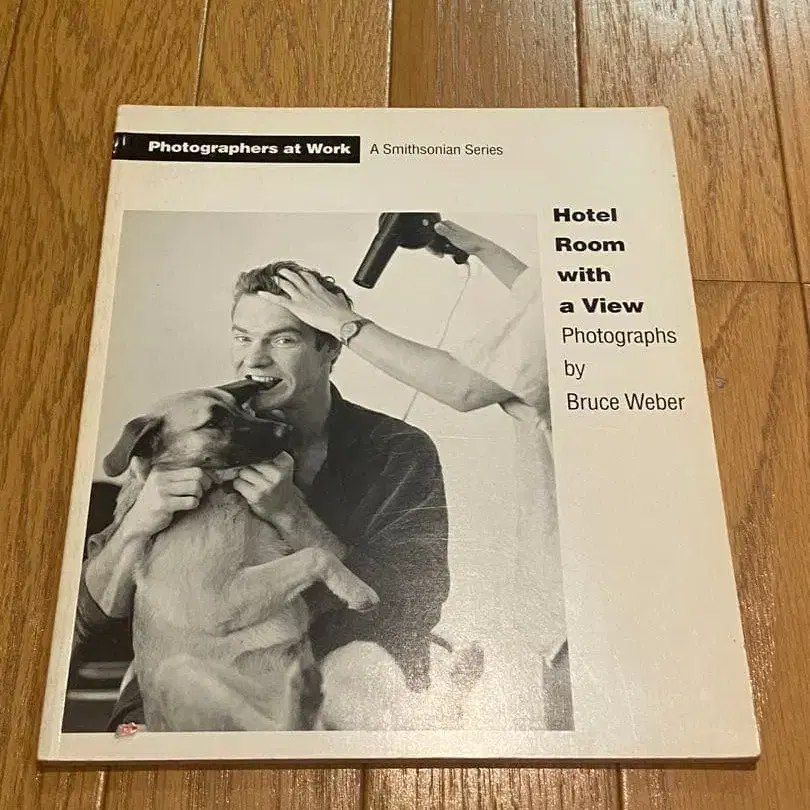 Photographers at Work A Smithsonian Series
Hotel
Room
with
a View
Photographs
by
Bruce Weber